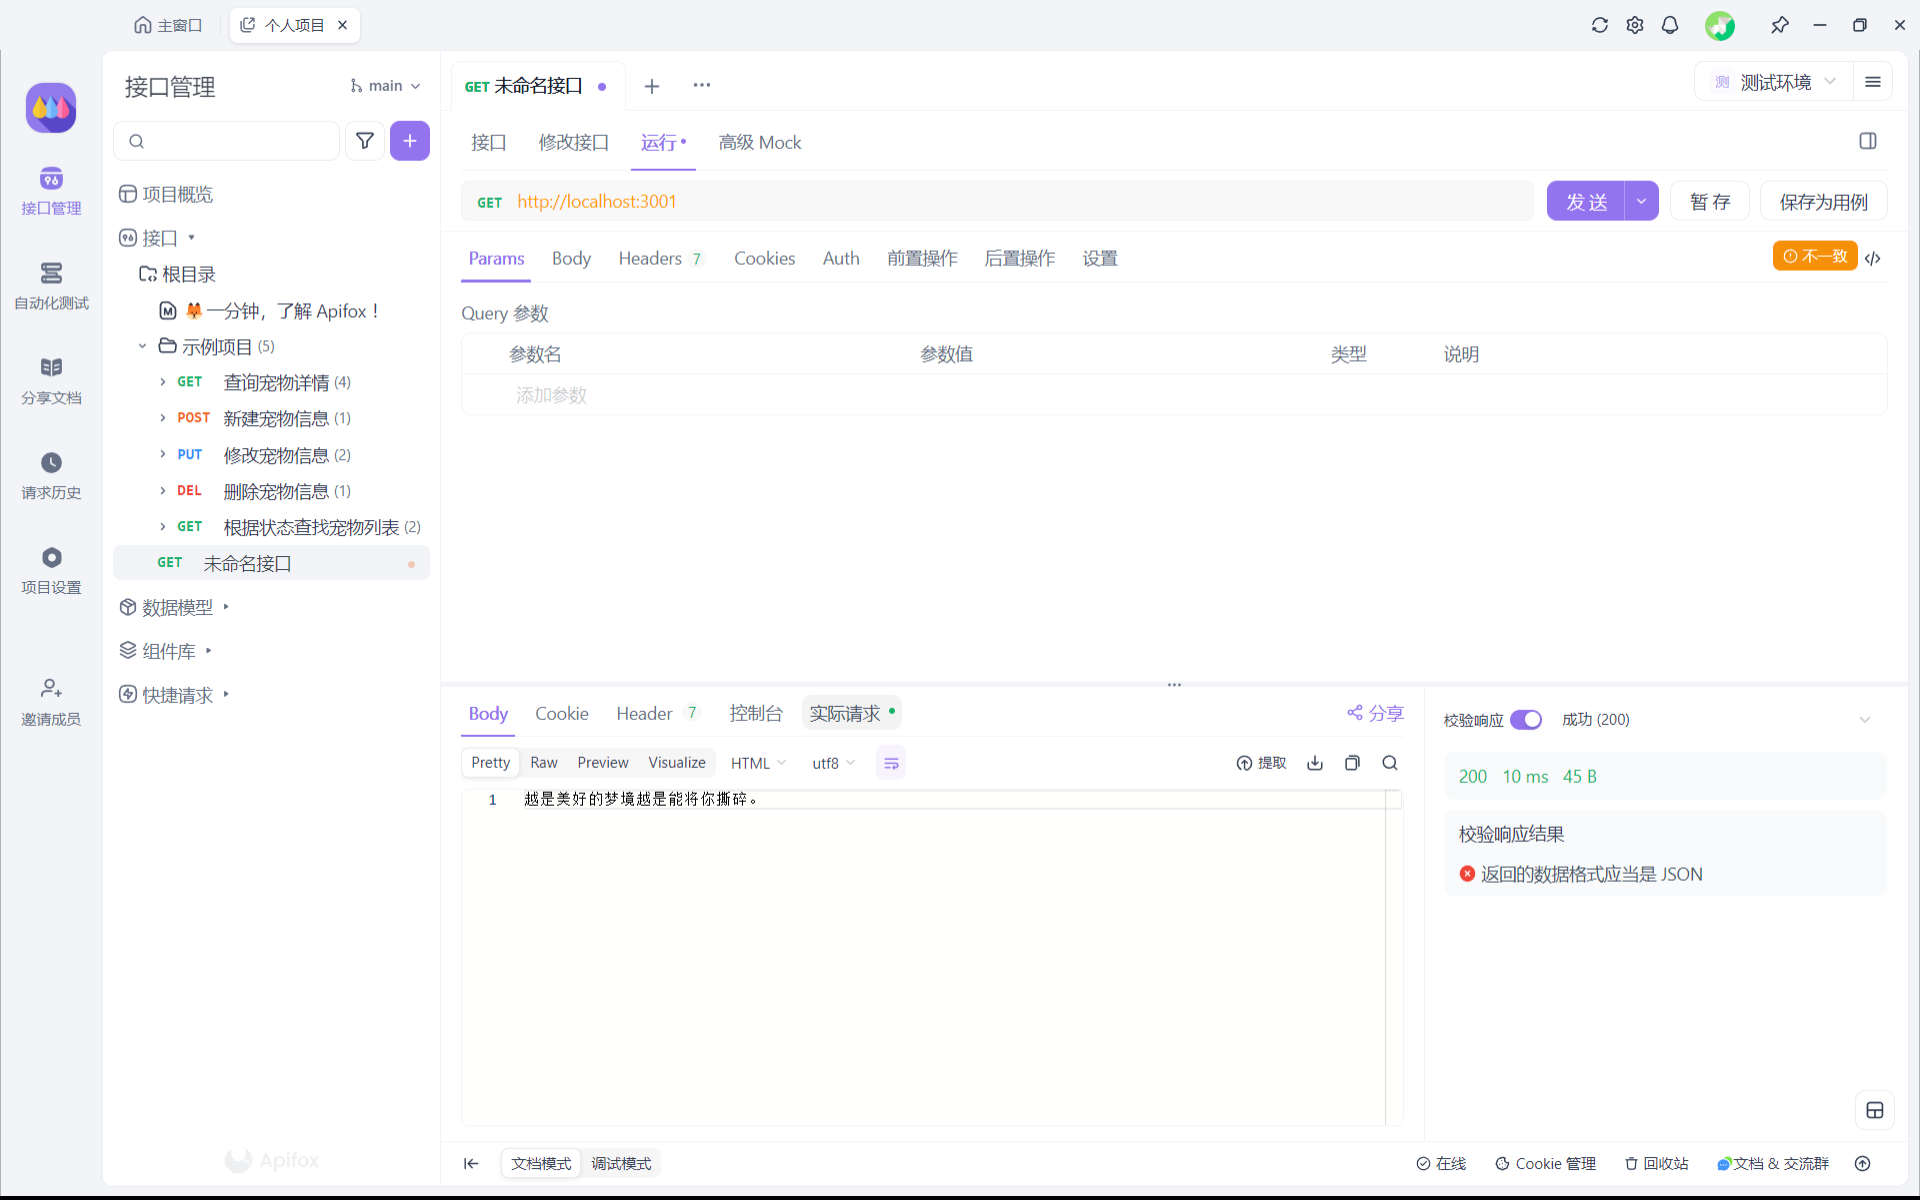 主窗口
个人项目
接口管理
main
接口管理
自动化测试
分享文档
请求历史
项目设置
邀请成员
项目概览
接口
根目录
一分钟，了解 Apifox！
示例项目 (5)
GET 查询宠物详情 (4)
POST 新建宠物信息 (1)
PUT 修改宠物信息 (2)
DEL 删除宠物信息 (1)
GET 根据状态查找宠物列表 (2)
GET 未命名接口
数据模型
组件库
快捷请求
Apifox
GET 未命名接口
测 测试环境
接口 修改接口 运行 高级 Mock
GET http://localhost:3001
发送 暂存 保存为用例
Params Body Headers 7 Cookies Auth 前置操作 后置操作 设置
不一致
Query 参数
参数名 参数值 类型 说明
添加参数
Body Cookie Header 7 控制台 实际请求
分享
Pretty Raw Preview Visualize HTML utf8
提取
1 越是美好的梦境越是能将你撕碎。
校验响应 成功 (200)
200 10 ms 45 B
校验响应结果
返回的数据格式应当是 JSON
文档模式 调试模式
在线 Cookie 管理 回收站 文档 & 交流群